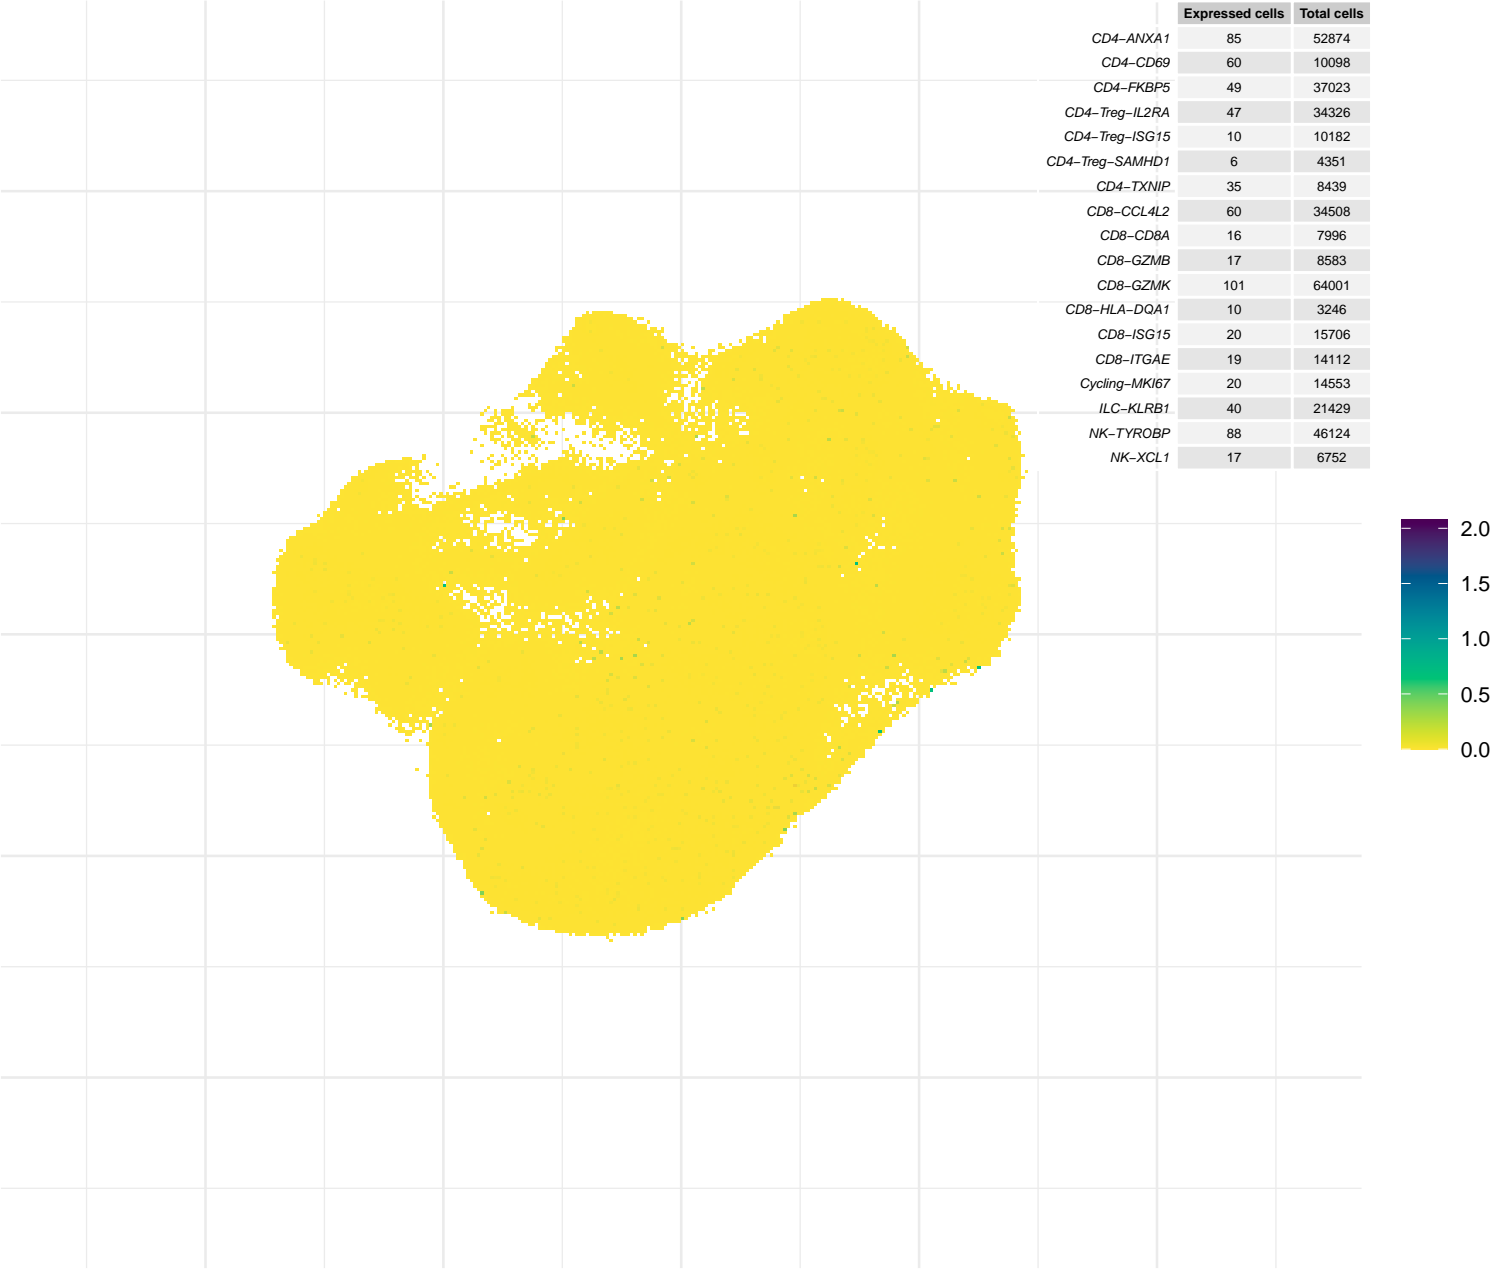 Expressed cells Total cells
CD4−ANXA1 85 52874
CD4−CD69 60 10098
CD4−FKBP5 49 37023
CD4−Treg−IL2RA 47 34326
CD4−Treg−ISG15 10 10182
CD4−Treg−SAMHD1 6 4351
CD4−TXNIP 35 8439
CD8−CCL4L2 60 34508
CD8−CD8A 16 7996
CD8−GZMB 17 8583
CD8−GZMK 101 64001
CD8−HLA−DQA1 10 3246
CD8−ISG15 20 15706
CD8−ITGAE 19 14112
Cycling−MKI67 20 14553
ILC−KLRB1 40 21429
NK−TYROBP 88 46124
NK−XCL1 17 6752
2.0
1.5
1.0
0.5
0.0